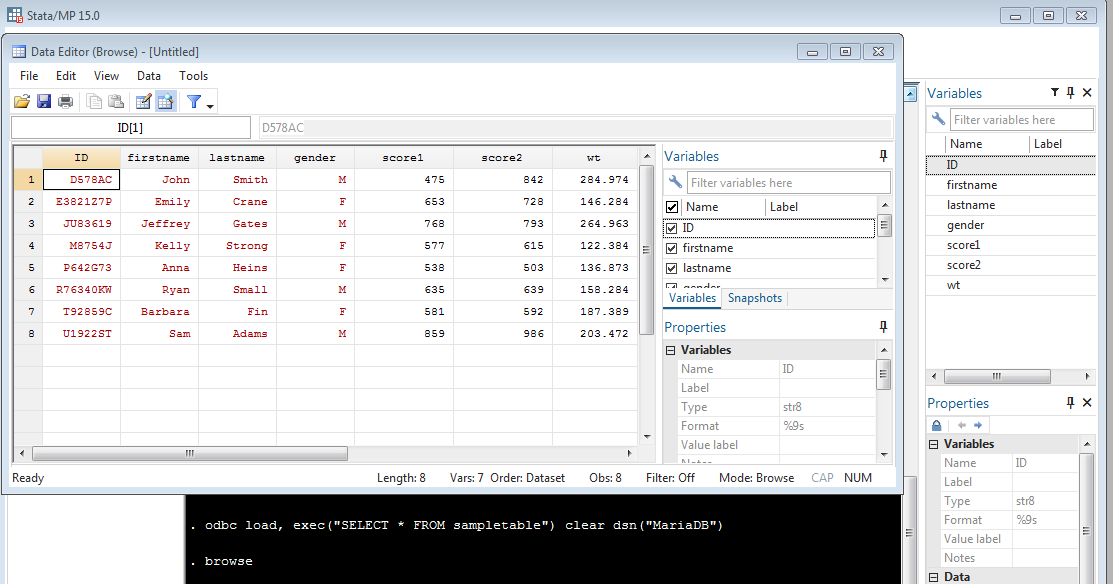 Stata/MP 15.0
Data Editor (Browse) - [Untitled]
File Edit View Data Tools
ID[1] D578AC
ID firstname lastname gender score1 score2 wt
1 D578AC John Smith M 475 842 284.974
2 E3821Z7P Emily Crane F 653 728 146.284
3 JU83619 Jeffrey Gates M 768 793 264.963
4 M8754J Kelly Strong F 577 615 122.384
5 P642G73 Anna Heins F 538 503 136.873
6 R76340KW Ryan Small M 635 639 158.284
7 T92859C Barbara Fin F 581 592 187.389
8 U1922ST Sam Adams M 859 986 203.472
Variables
Filter variables here
Name Label
ID
firstname
lastname
gender
Variables Snapshots
Properties
Variables
Name ID
Label
Type str8
Format %9s
Value label
Notes
Ready Length: 8 Vars: 7 Order: Dataset Obs: 8 Filter: Off Mode: Browse CAP NUM
. odbc load, exec("SELECT * FROM sampletable") clear dsn("MariaDB")
. browse
Variables
Filter variables here
Name Label
ID
firstname
lastname
gender
score1
score2
wt
Properties
Variables
Name ID
Label
Type str8
Format %9s
Value label
Notes
Data